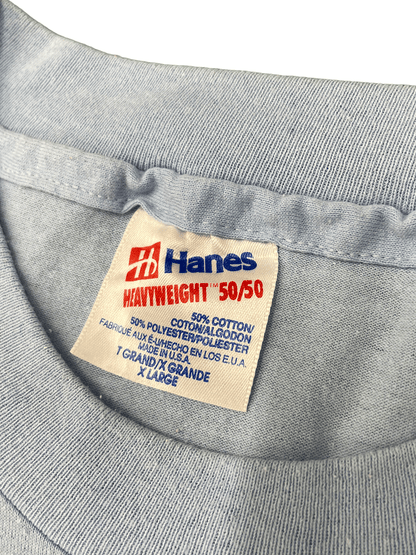 Hanes
HEAVYWEIGHT™ 50/50
50% COTTON/
COTON/ALGODON
50% POLYESTER/POLIESTER
FABRIQUÉ AUX É-U/HECHO EN LOS E.U.A.
MADE IN U.S.A.
T GRAND/X GRANDE
X LARGE